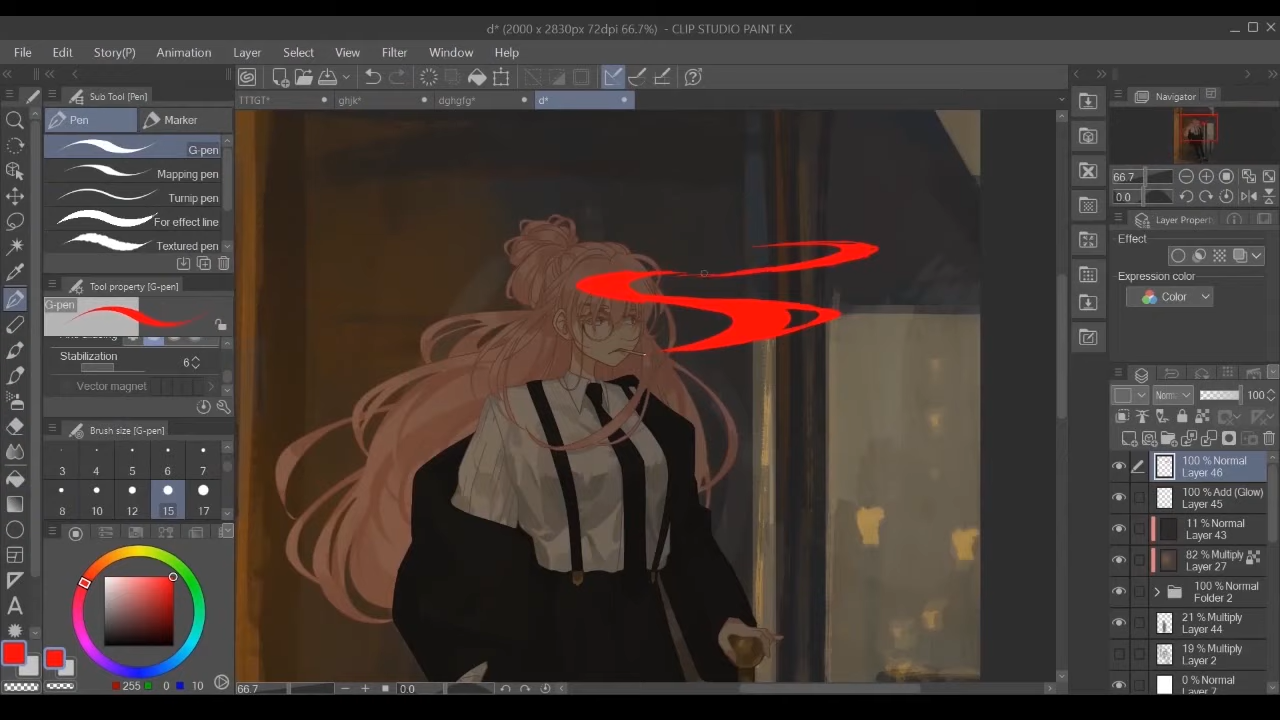 d* (2000 x 2830px 72dpi 66.7%) - CLIP STUDIO PAINT EX
File Edit Story(P) Animation Layer Select View Filter Window Help
Sub Tool [Pen]
Pen Marker
G-pen
Mapping pen
Turnip pen
For effect line
Textured pen
Tool property [G-pen]
G-pen
Stabilization 6
Vector magnet
Brush size [G-pen]
3 4 5 6 7
8 10 12 15 17
255 0 10
TTTGT* ghjk* dghgfg* d*
66.7 0.0
Navigator
66.7
0.0
Layer Propert
Effect
Expression color
Color
Norm 100
100 % Normal
Layer 46
100 % Add (Glow)
Layer 45
11 % Normal
Layer 43
82 % Multiply
Layer 27
100 % Normal
Folder 2
21 % Multiply
Layer 44
19 % Multiply
Layer 2
0 % Normal
Layer 7